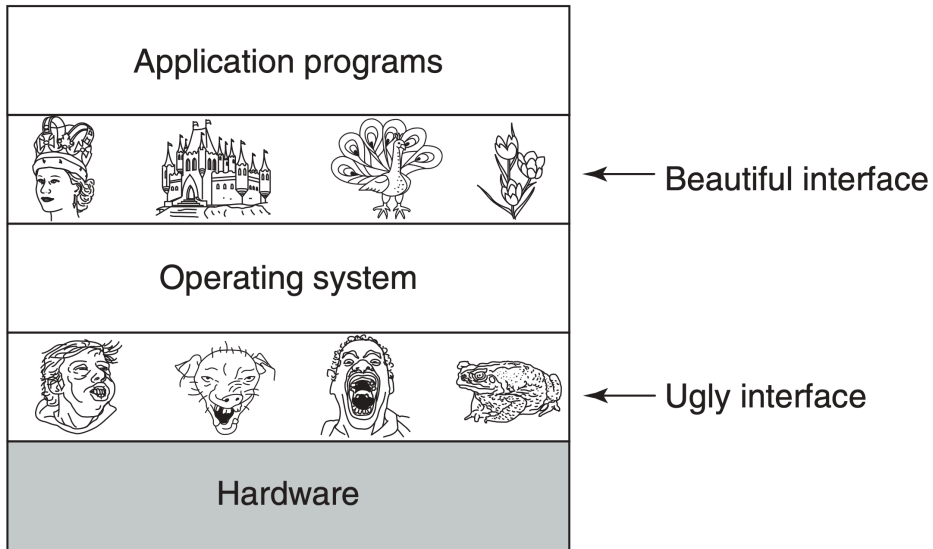 Application programs
Beautiful interface
Operating system
Ugly interface
Hardware